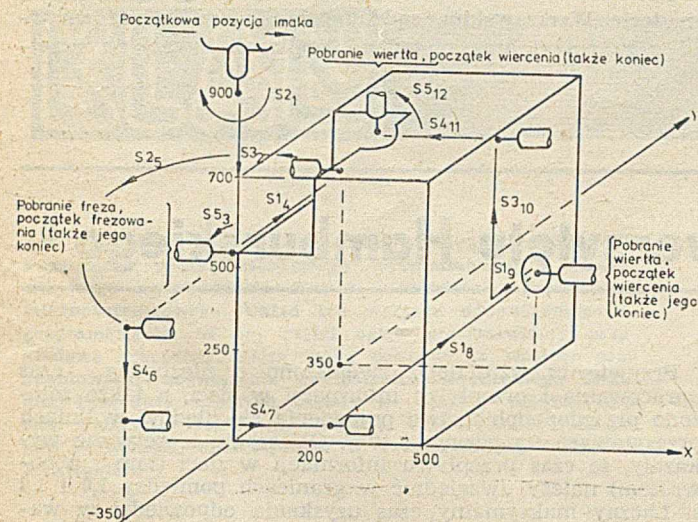 Początkowa pozycja imaka
Pobranie wiertła, początek wiercenia (także koniec)
900
S2₁
S5₁₂
S4₁₁
S2₅
S3₂
700
Pobranie freza,
początek frezowa-
nia (także jego
koniec)
S5₃
S1₄
S3₁₀
500
S1₉
Pobranie
wiertła,
początek
wiercenia
(także jego
koniec)
250
350
S1₈
S4₆
S4₇
200
500
X
-350